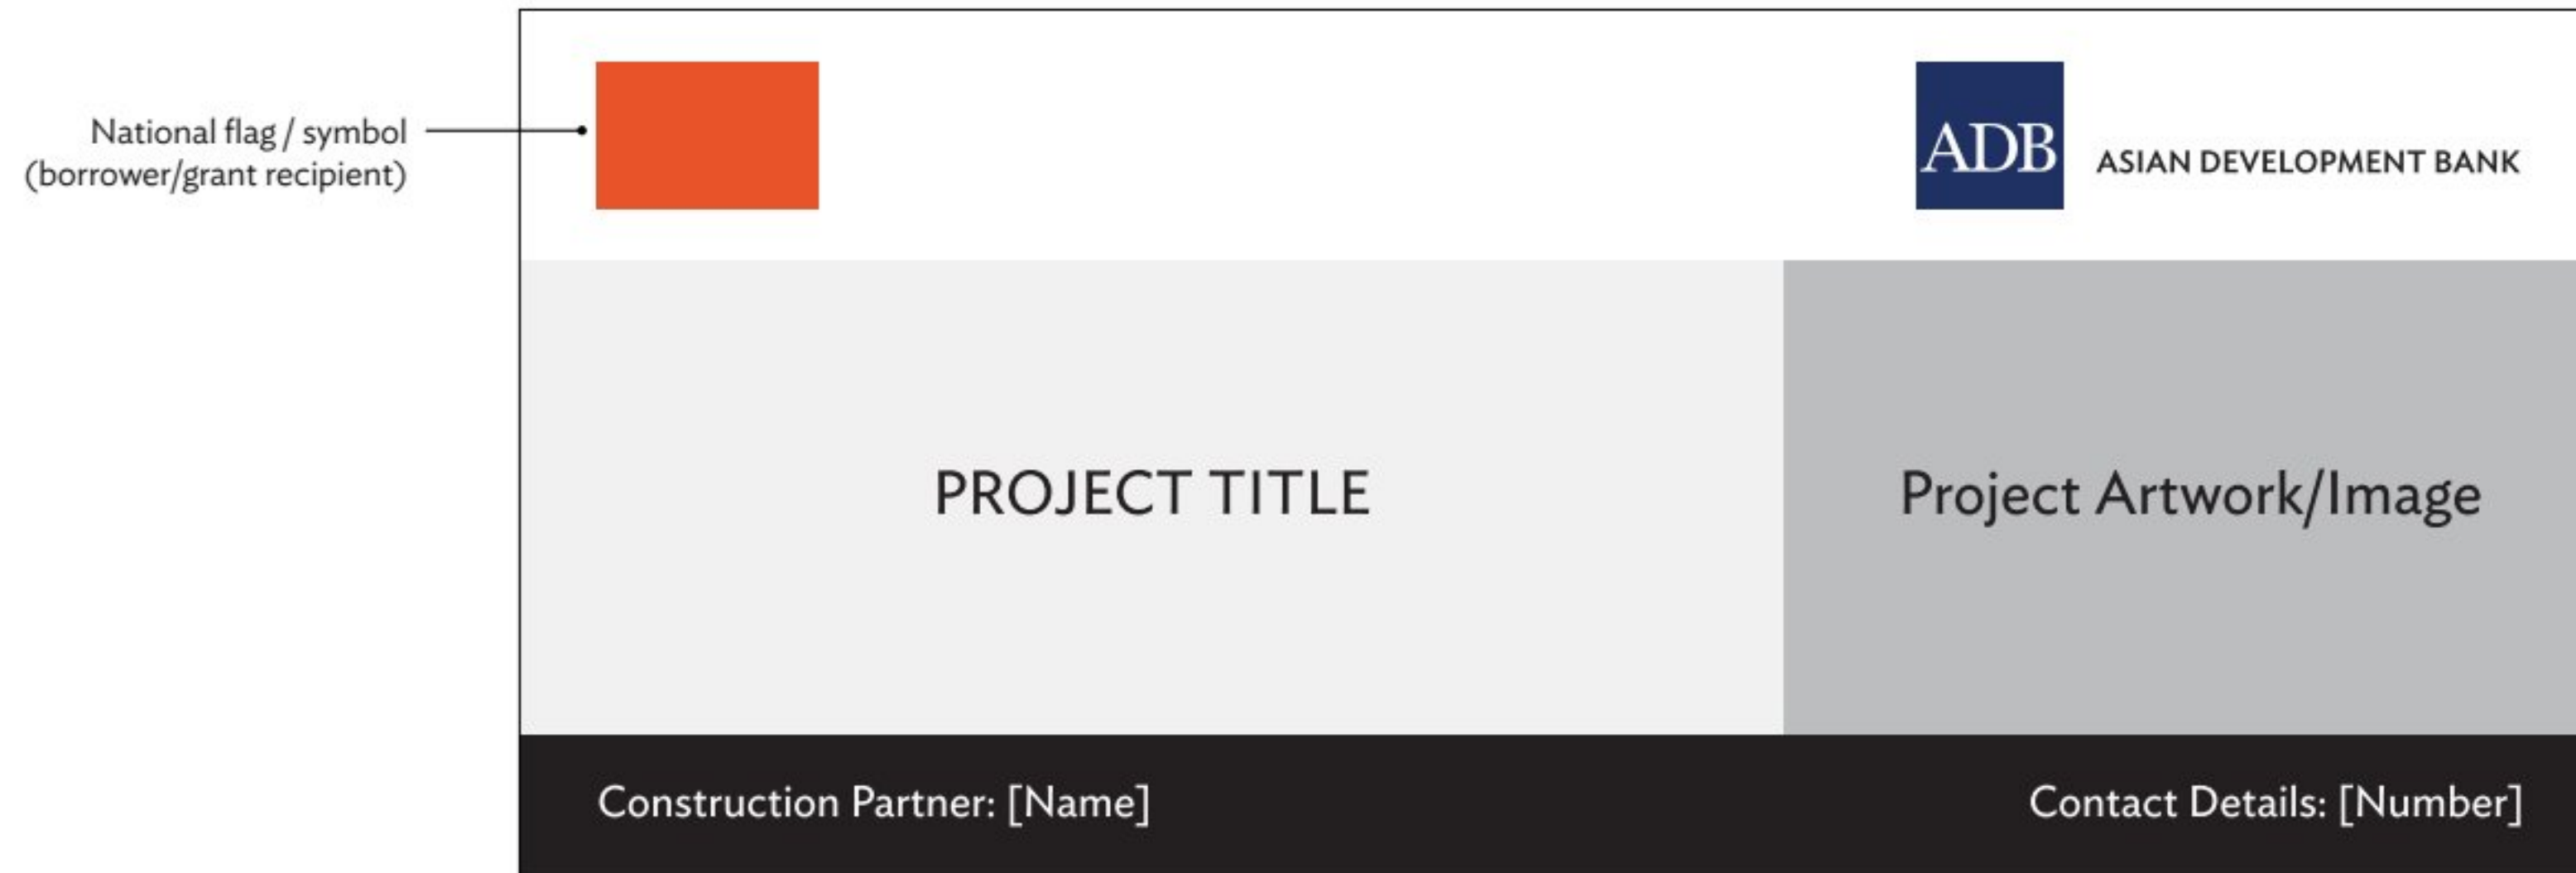 National flag / symbol
(borrower/grant recipient)
ADB
ASIAN DEVELOPMENT BANK
PROJECT TITLE
Project Artwork/Image
Construction Partner: [Name]
Contact Details: [Number]